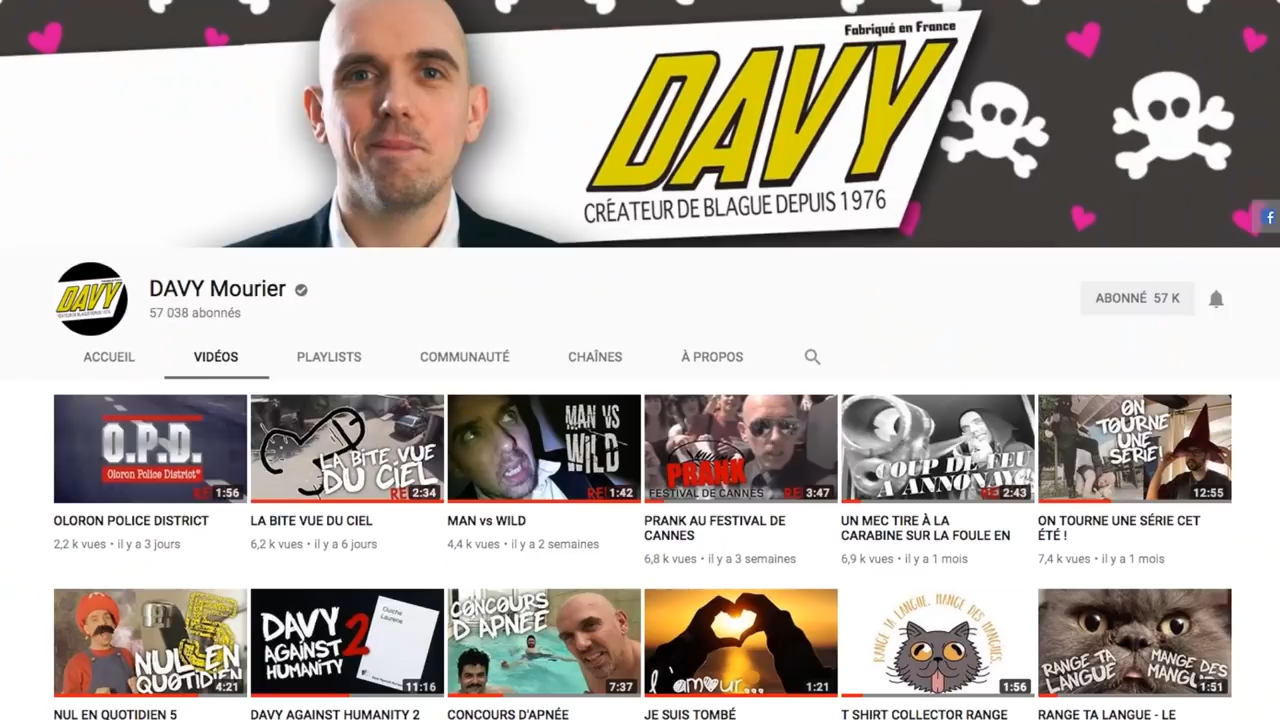 Fabriqué en France
DAVY
CRÉATEUR DE BLAGUE DEPUIS 1976
DAVY
DAVY Mourier
57 038 abonnés
ABONNÉ 57 K
ACCUEIL VIDÉOS PLAYLISTS COMMUNAUTÉ CHAÎNES À PROPOS
O.P.D.
Oloron Police District
1:56
LA BITE VUE
DU CIEL
2:34
MAN VS
WILD
1:42
PRANK
FESTIVAL DE CANNES
3:47
COUP DE FEU
A ANNONAY
2:43
ON
TOURNE
UNE
SÉRIE!
12:55
OLORON POLICE DISTRICT
2,2 k vues • il y a 3 jours
LA BITE VUE DU CIEL
6,2 k vues • il y a 6 jours
MAN vs WILD
4,4 k vues • il y a 2 semaines
PRANK AU FESTIVAL DE
CANNES
6,8 k vues • il y a 3 semaines
UN MEC TIRE À LA
CARABINE SUR LA FOULE EN
6,9 k vues • il y a 1 mois
ON TOURNE UNE SÉRIE CET
ÉTÉ !
7,4 k vues • il y a 1 mois
5
NUL EN
QUOTIDIEN
4:21
DAVY
AGAINST 2
HUMANITY
Quiche
Lorraine
11:16
CONCOURS
D'APNÉE
7:37
l'amour...
1:21
RANGE TA LANGUE, MANGE DES MANGUES.
1:56
RANGE TA
LANGUE
MANGE DES
MANGUES
1:51
NUL EN QUOTIDIEN 5
DAVY AGAINST HUMANITY 2
CONCOURS D'APNÉE
JE SUIS TOMBÉ
T SHIRT COLLECTOR RANGE
RANGE TA LANGUE - LE